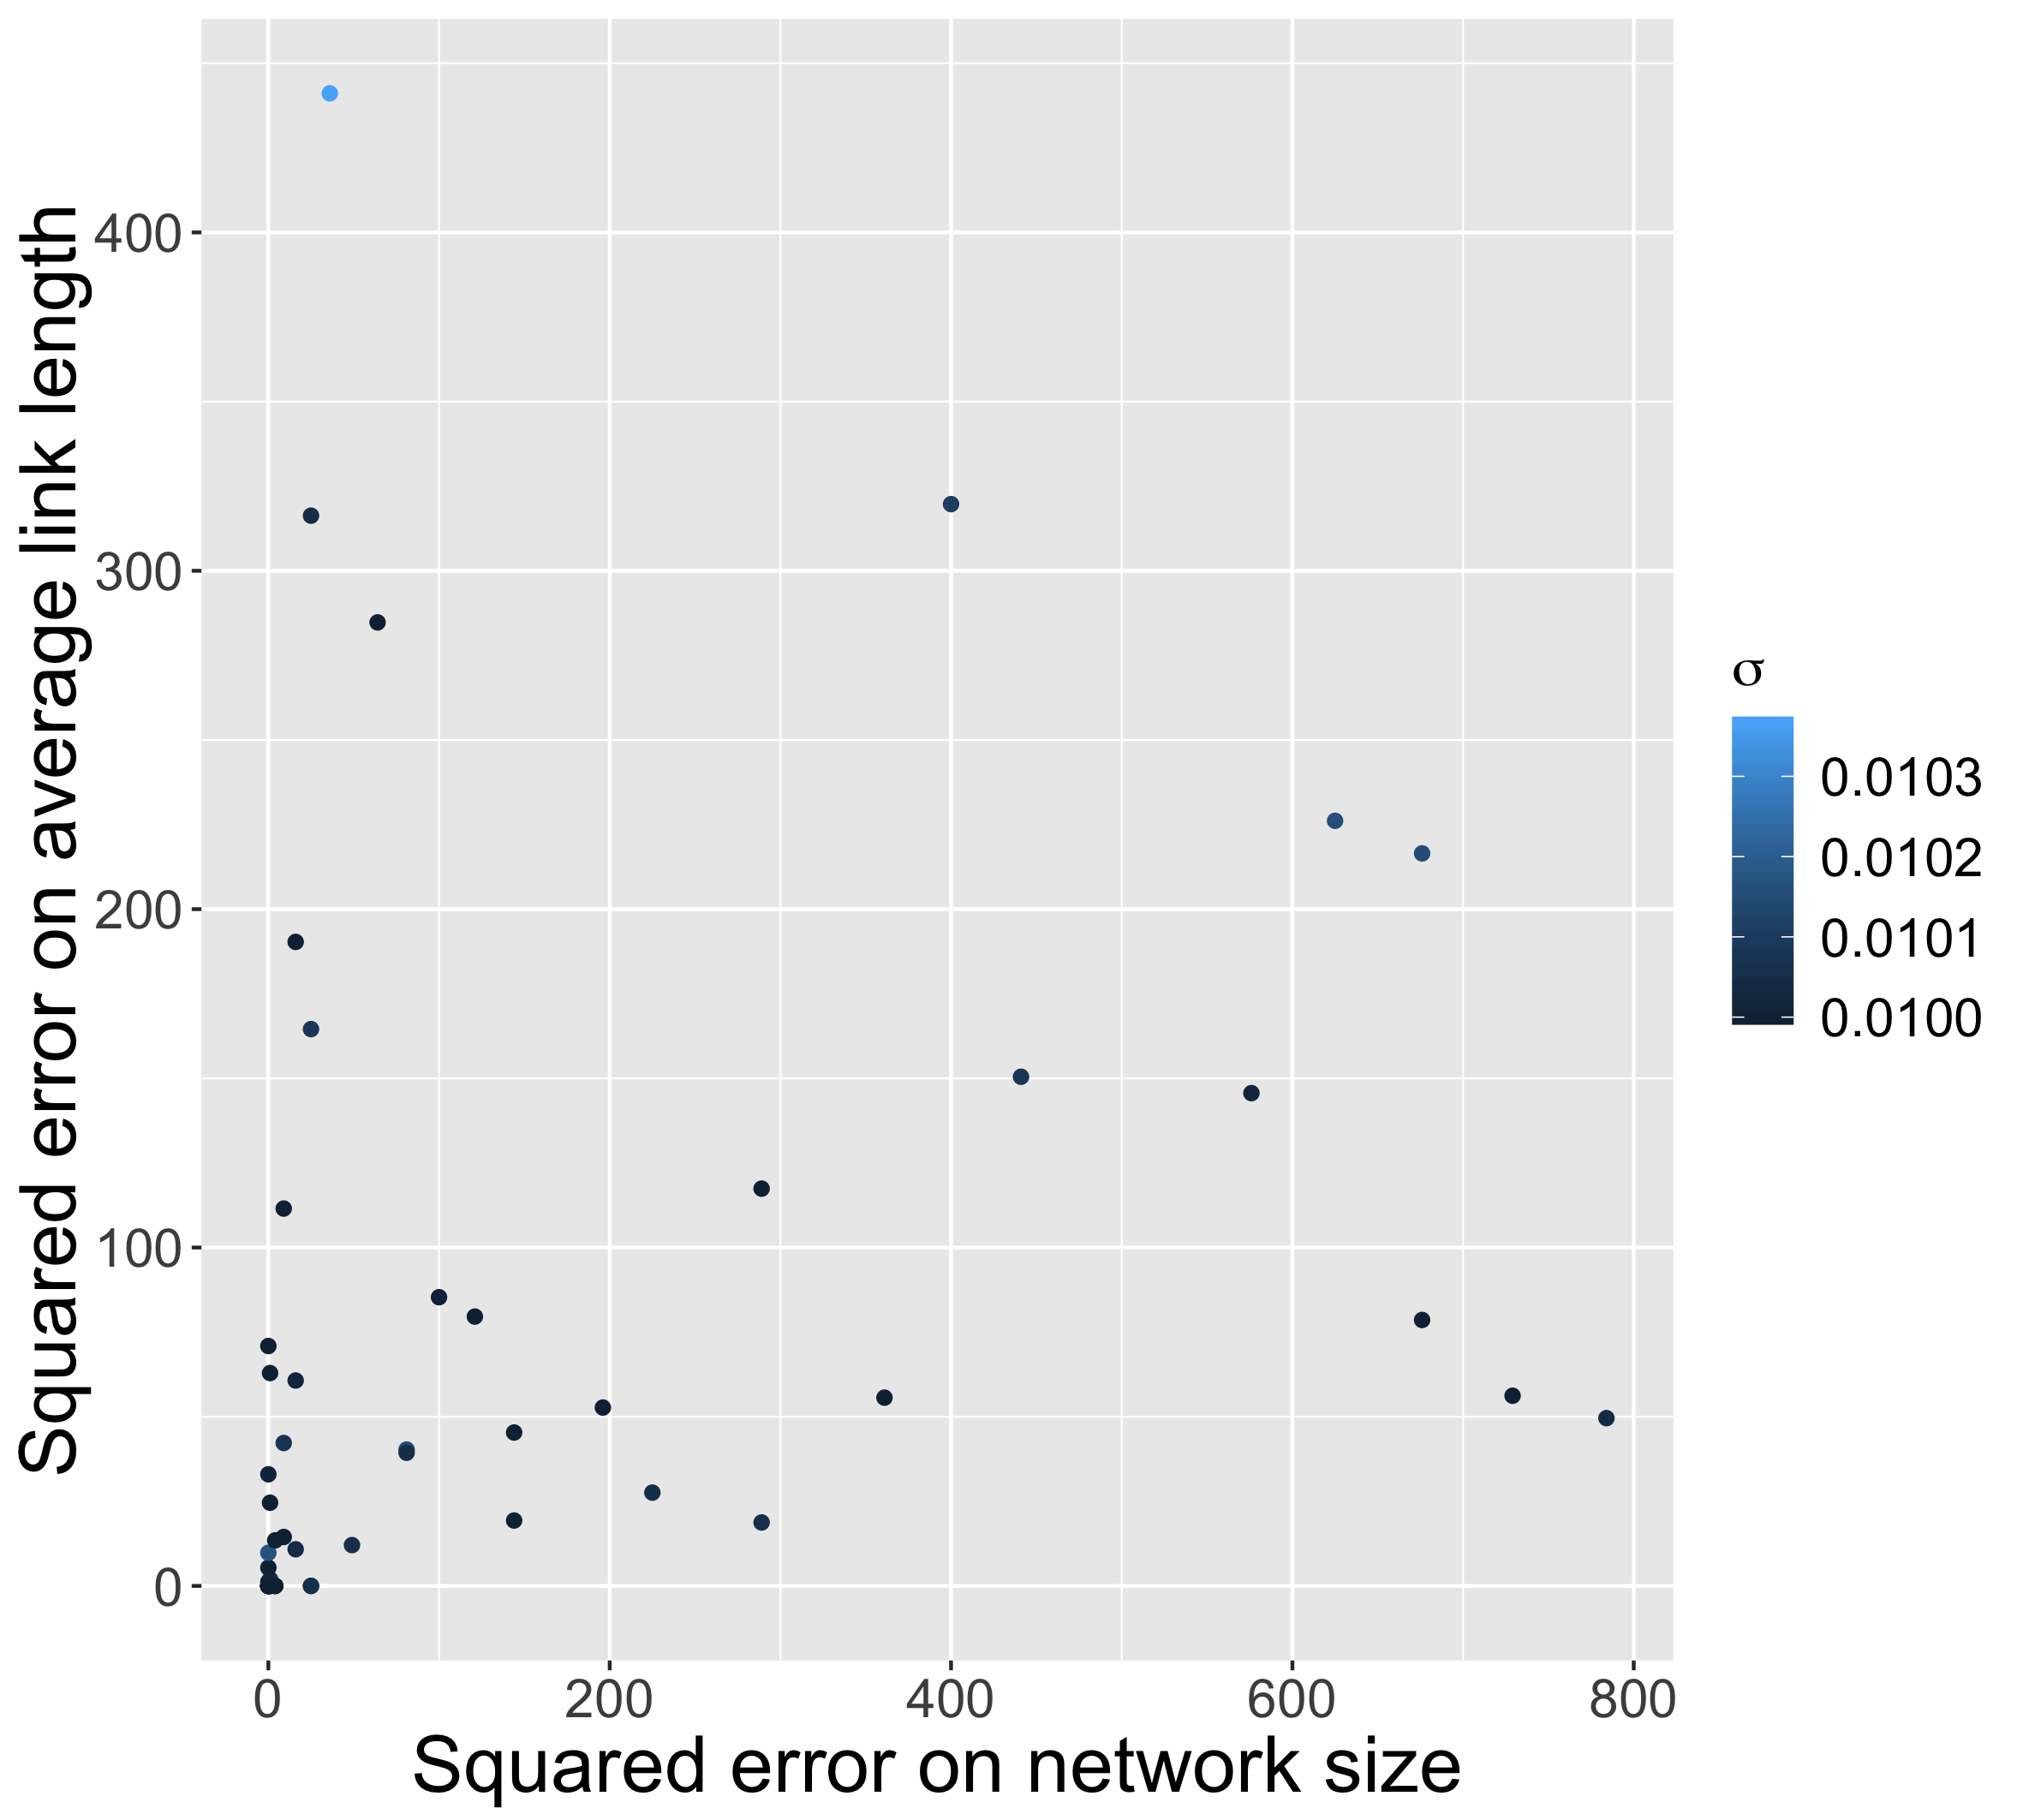 Squared error on average link length
400
300
200
100
0
0 200 400 600 800
Squared error on network size
σ
0.0103
0.0102
0.0101
0.0100